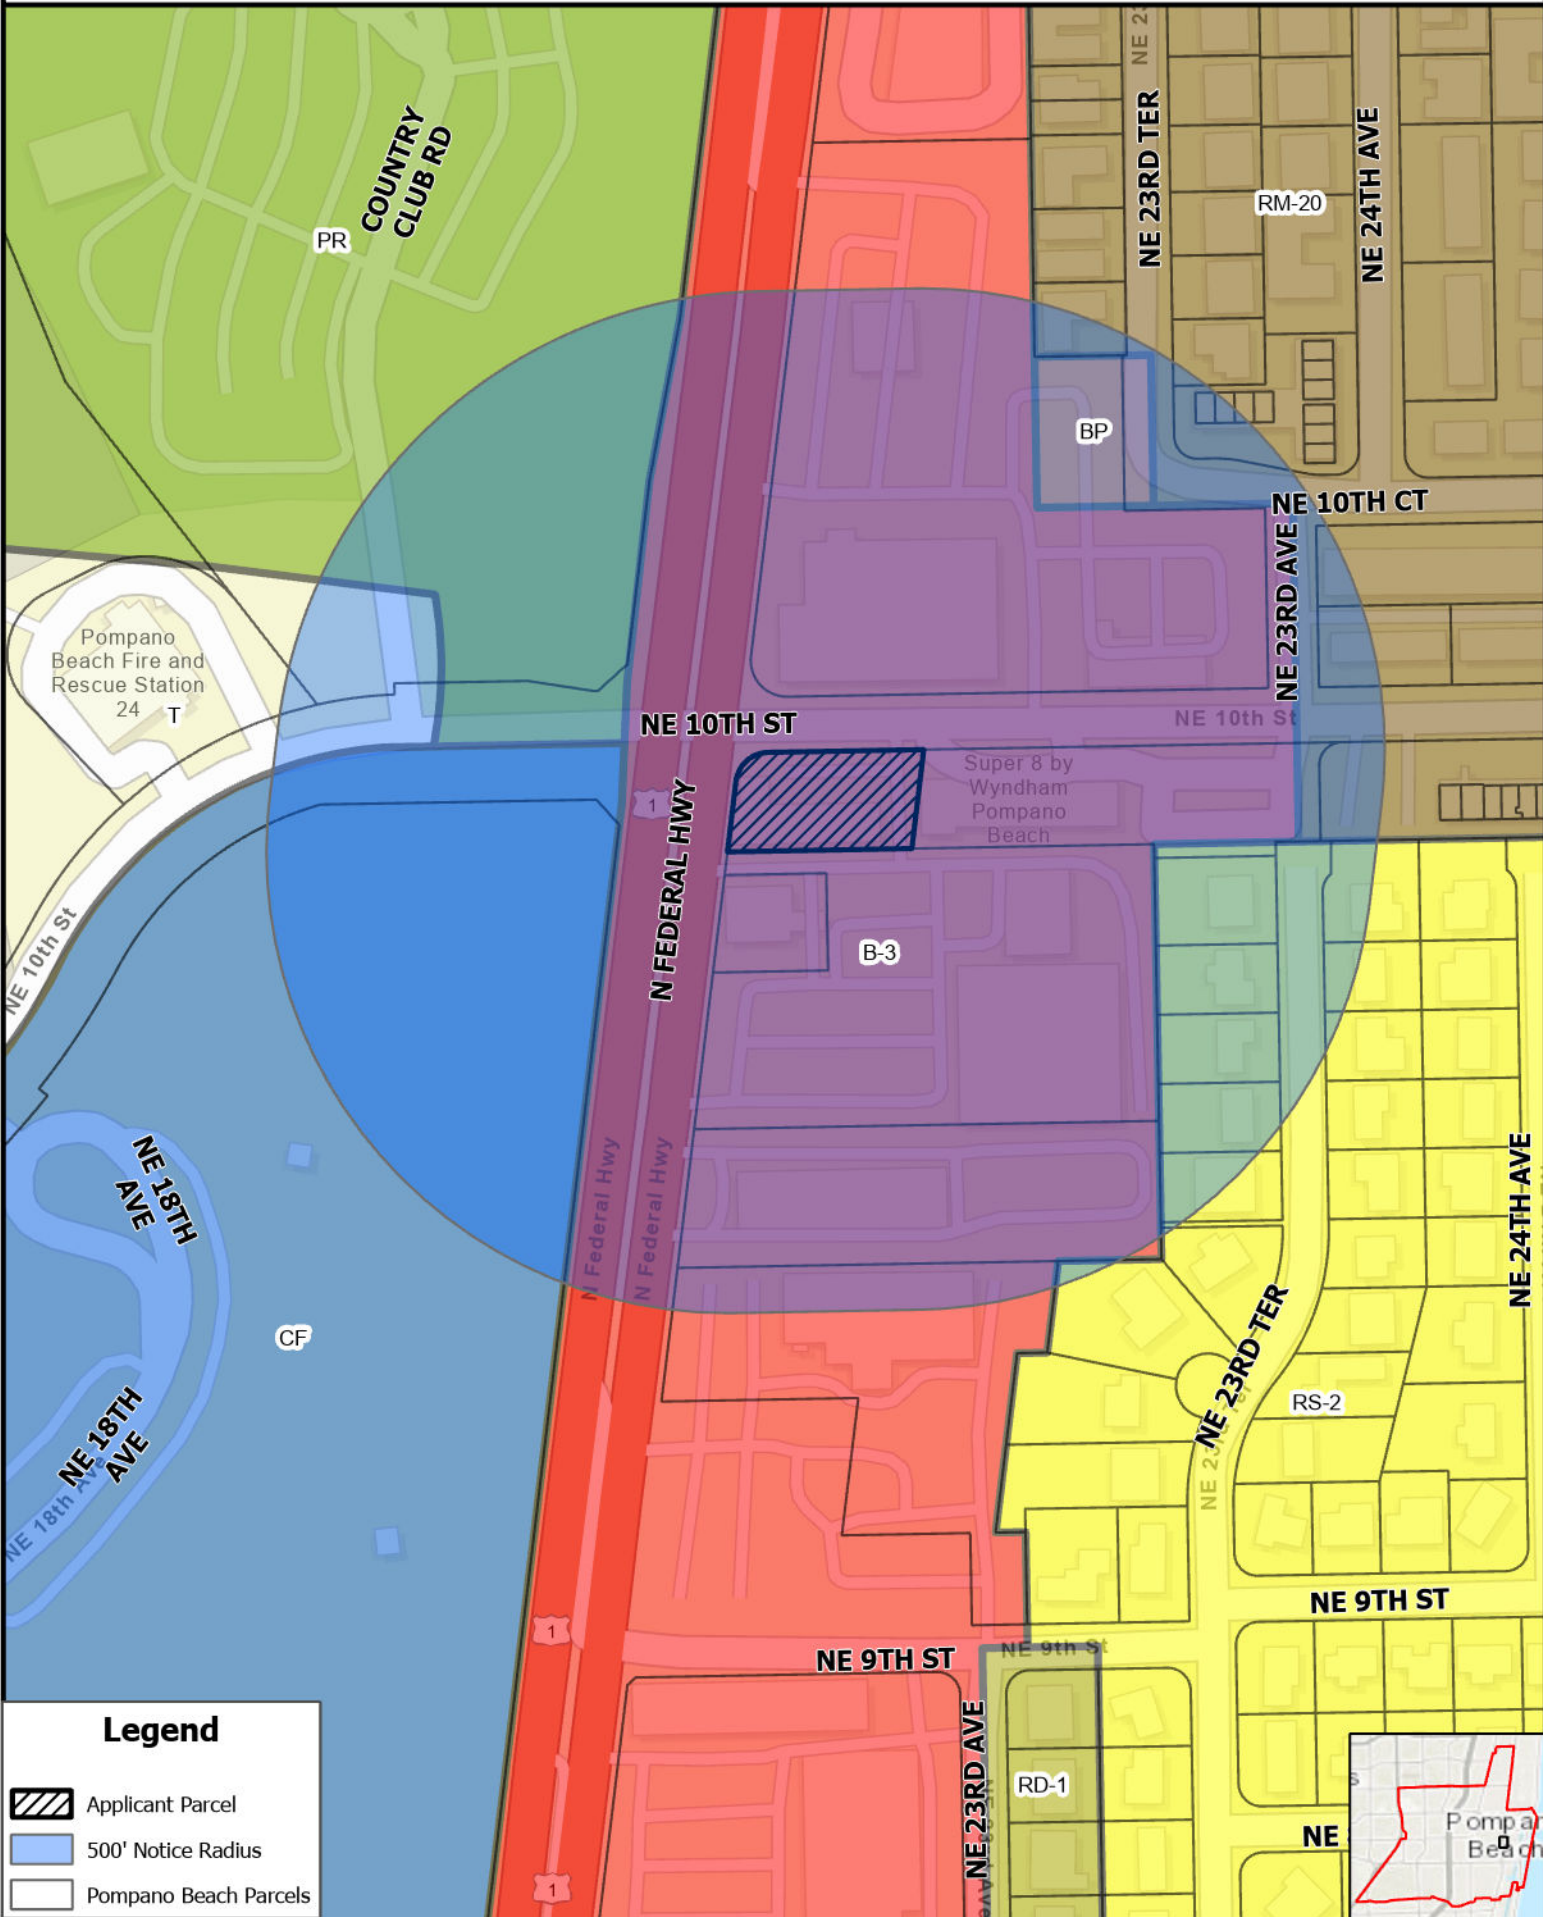 NE 23RD TER
NE 24TH AVE
RM-20
COUNTRY
CLUB RD
PR
BP
NE 10TH CT
NE 23RD AVE
Pompano
Beach Fire and
Rescue Station
24
T
NE 10TH ST
NE 10th St
Super 8 by
Wyndham
Pompano
Beach
1
N FEDERAL HWY
B-3
NE 10th St
N Federal Hwy
N Federal Hwy
NE 18TH
AVE
NE 24TH AVE
CF
NE 23RD TER
RS-2
NE 18TH
AVE
NE 18th Ave
NE 9TH ST
1
NE 9TH ST
NE 9th St
NE 23RD AVE
RD-1
NE
1
Legend
Applicant Parcel
500' Notice Radius
Pompano Beach Parcels